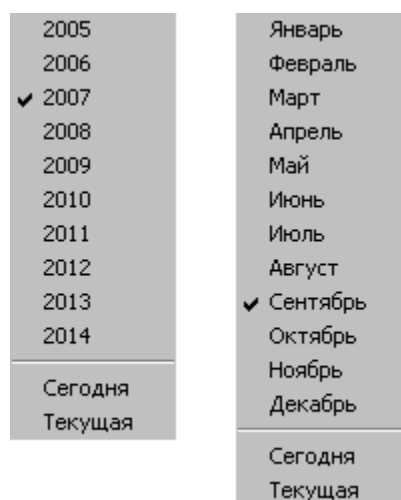 2005
2006
2007
2008
2009
2010
2011
2012
2013
2014
Сегодня
Текущая
Январь
Февраль
Март
Апрель
Май
Июнь
Июль
Август
Сентябрь
Октябрь
Ноябрь
Декабрь
Сегодня
Текущая